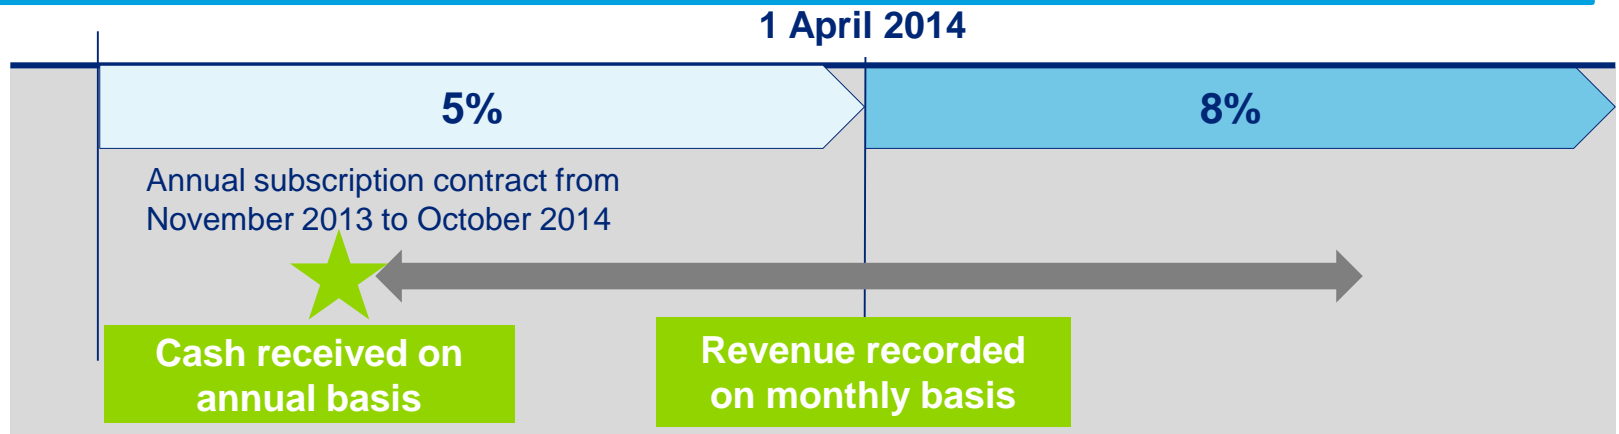 1 April 2014
5%
8%
Annual subscription contract from
November 2013 to October 2014
Cash received on
annual basis
Revenue recorded
on monthly basis